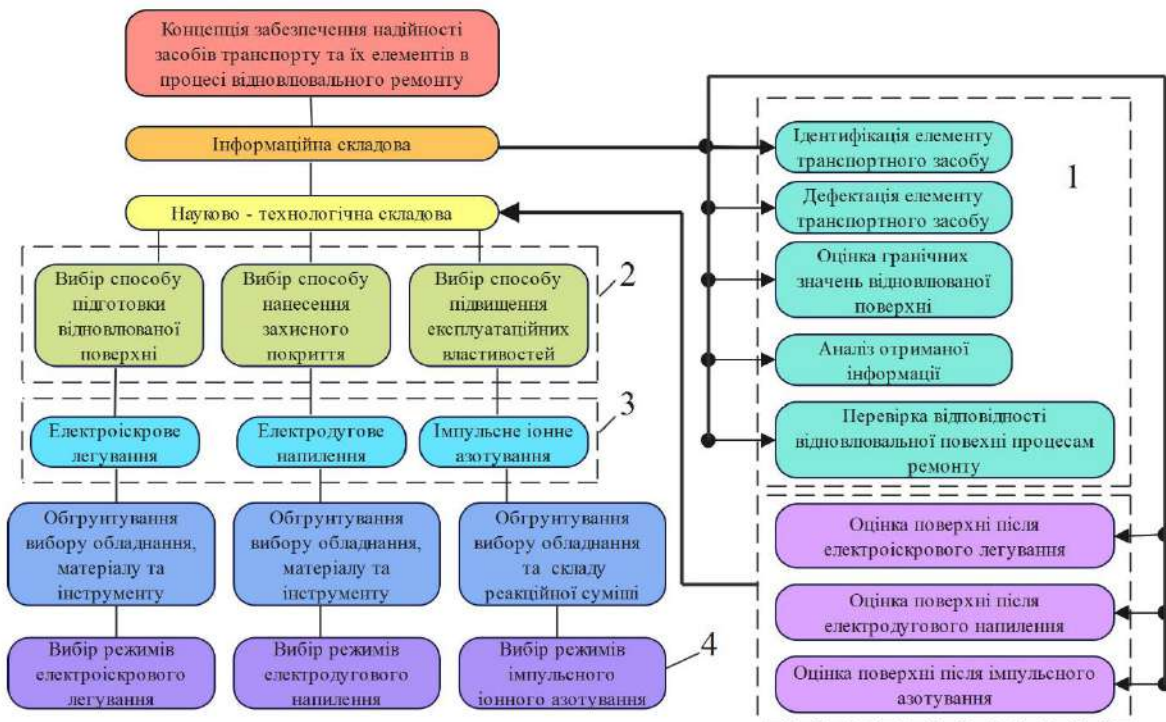 Концепція забезпечення надійності
засобів транспорту та їх елементів в
процесі відновлювального ремонту
Інформаційна складова
Науково - технологічна складова
2
Вибір способу
підготовки
відновлюваної
поверхні
Вибір способу
нанесення
захисного
покриття
Вибір способу
підвищення
експлуатаційних
властивостей
3
Електроіскрове
легування
Електродугове
напилення
Імпульсне іонне
азотування
Обгрунтування
вибору обладнання,
матеріалу та
інструменту
Обгрунтування
вибору обладнання,
матеріалу та
інструменту
Обгрунтування
вибору обладнання
та складу
реакційної суміші
Вибір режимів
електроіскрового
легування
Вибір режимів
електродугового
напилення
Вибір режимів
імпульсного
іонного азотування
4
1
Ідентифікація елементу
транспортного засобу
Дефектація елементу
транспортного засобу
Оцінка гранічних
значень відновлюваної
поверхні
Аналіз отриманої
інформації
Перевірка відповідності
відновлювальної повехні процесам
ремонту
Оцінка поверхні після
електроіскрового легування
Оцінка поверхні після
електродугового напилення
Оцінка поверхні після імпульсного
азотування